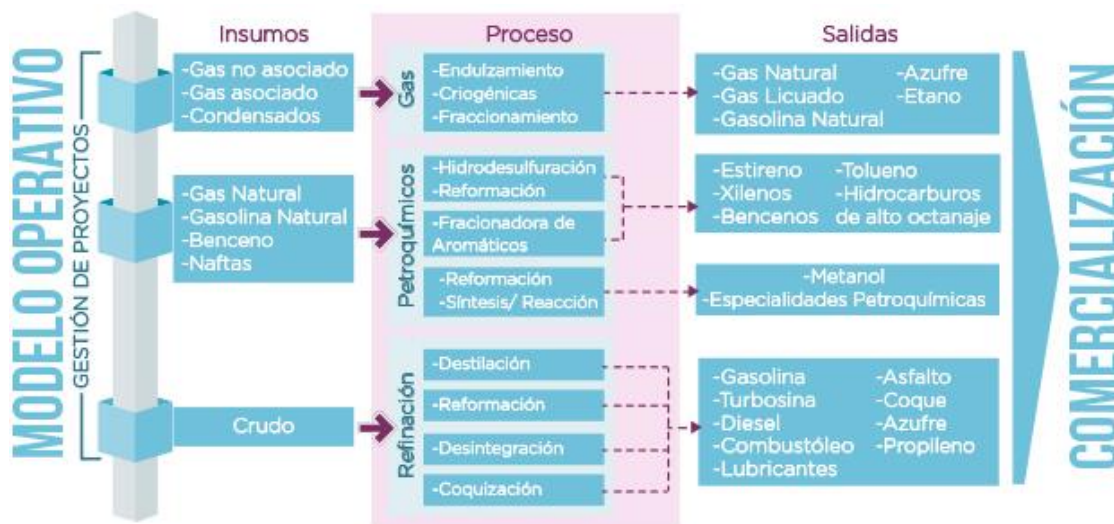 MODELO OPERATIVO
GESTIÓN DE PROYECTOS
Insumos
Proceso
Salidas
-Gas no asociado
-Gas asociado
-Condensados
Gas
-Endulzamiento
-Criogénicas
-Fraccionamiento
-Gas Natural
-Gas Licuado
-Gasolina Natural
-Azufre
-Etano
-Gas Natural
-Gasolina Natural
-Benceno
-Naftas
Petroquímicos
-Hidrodesulfuración
-Reformación
-Fracionadora de
Aromáticos
-Reformación
-Síntesis/ Reacción
-Estireno
-Xilenos
-Bencenos
-Tolueno
-Hidrocarburos
de alto octanaje
-Metanol
-Especialidades Petroquímicas
Crudo
Refinación
-Destilación
-Reformación
-Desintegración
-Coquización
-Gasolina
-Turbosina
-Diesel
-Combustóleo
-Lubricantes
-Asfalto
-Coque
-Azufre
-Propileno
COMERCIALIZACIÓN